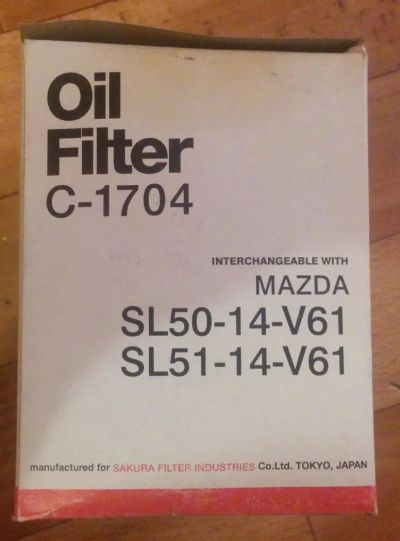 Oil
Filter
C-1704
INTERCHANGEABLE WITH
MAZDA
SL50-14-V61
SL51-14-V61
manufactured for SAKURA FILTER INDUSTRIES Co.Ltd. TOKYO, JAPAN